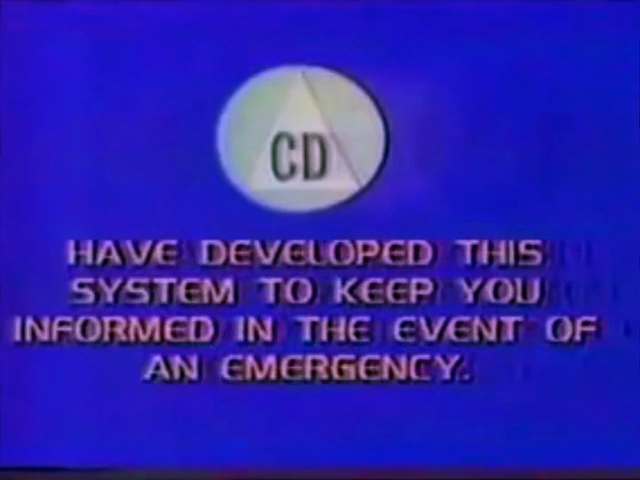 CD
HAVE DEVELOPED THIS
SYSTEM TO KEEP YOU
INFORMED IN THE EVENT OF
AN EMERGENCY.